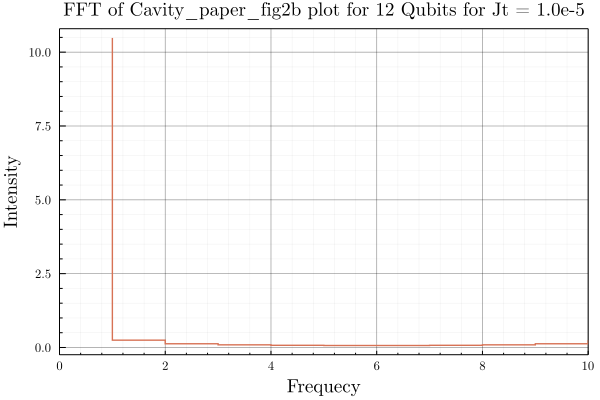 FFT of Cavity_paper_fig2b plot for 12 Qubits for Jt = 1.0e-5
10.0
7.5
5.0
2.5
0.0
Intensity
0 2 4 6 8 10
Frequecy